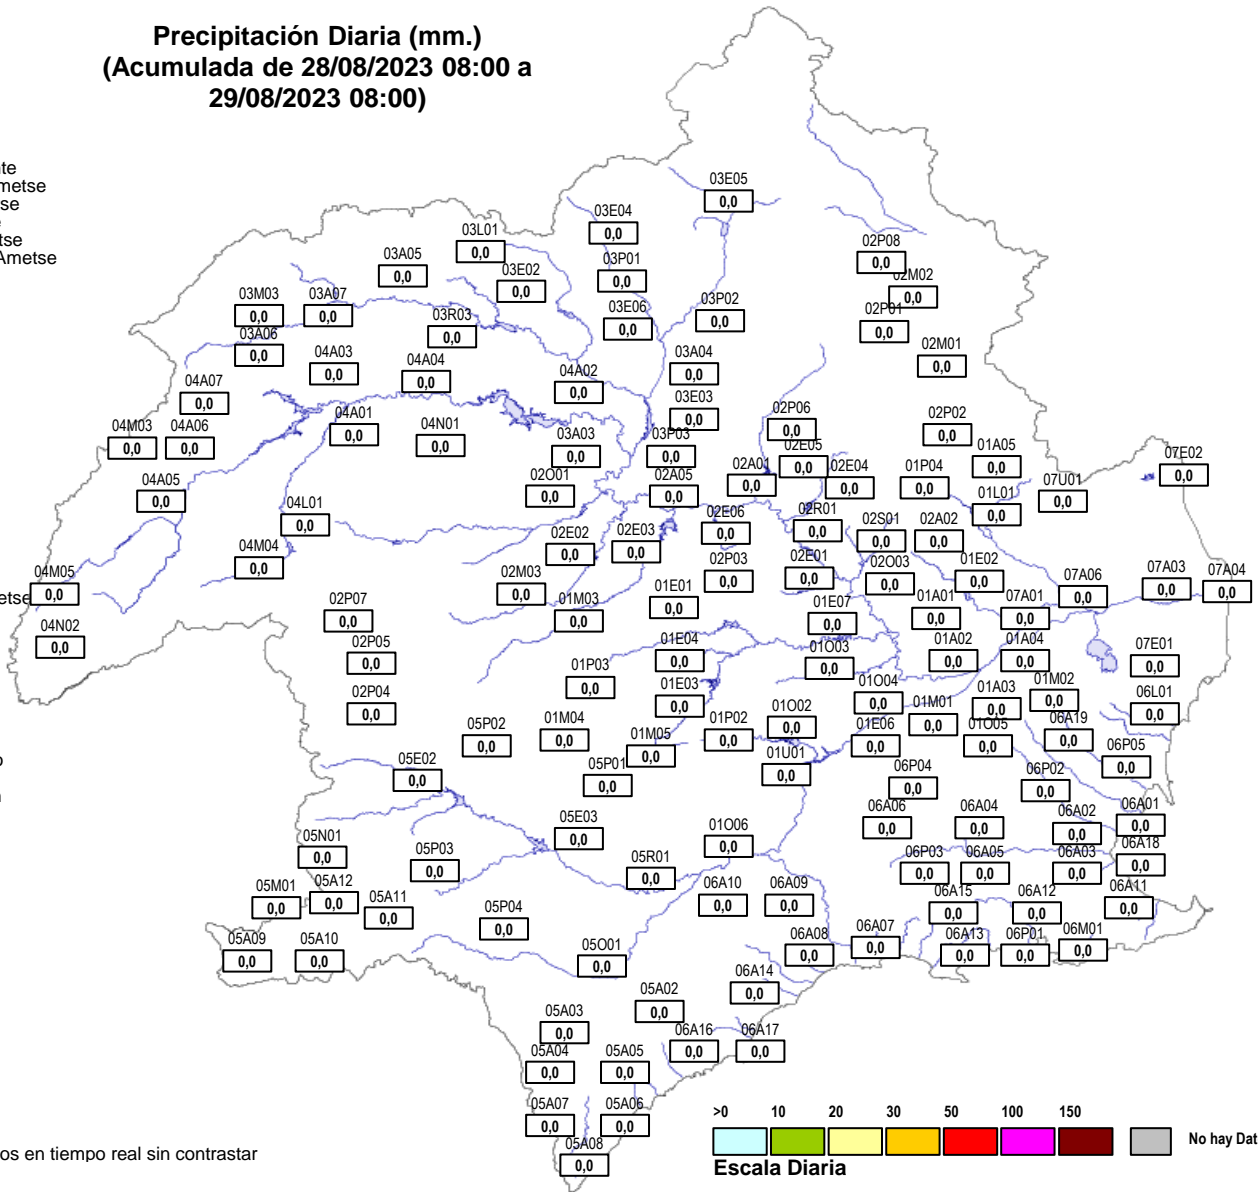 Precipitación Diaria (mm.)
(Acumulada de 28/08/2023 08:00 a
29/08/2023 08:00)
03E05
0,0
03E04
0,0
03L01
0,0
03A05
0,0
03E02
0,0
03P01
0,0
02P08
0,0
02M02
0,0
03M03
0,0
03A07
0,0
03R03
0,0
03E06
0,0
03P02
0,0
02P01
0,0
03A06
0,0
04A03
0,0
04A04
0,0
04A02
0,0
03A04
0,0
02M01
0,0
04A07
0,0
03E03
0,0
04M03
0,0
04A06
0,0
04A01
0,0
04N01
0,0
03A03
0,0
03P03
0,0
02P06
0,0
02E05
0,0
02P02
0,0
01A05
0,0
07E02
0,0
04A05
0,0
02O01
0,0
02A05
0,0
02A01
0,0
02E04
0,0
01P04
0,0
01L01
0,0
07U01
0,0
04L01
0,0
02E02
0,0
02E03
0,0
02E06
0,0
02R01
0,0
02S01
0,0
02A02
0,0
04M04
0,0
04M05
0,0
02M03
0,0
01M03
0,0
01E01
0,0
02P03
0,0
02E01
0,0
02O03
0,0
01E02
0,0
07A06
0,0
07A03
0,0
07A04
0,0
04N02
0,0
02P07
0,0
01E07
0,0
01A01
0,0
07A01
0,0
02P05
0,0
01E04
0,0
01O03
0,0
01A02
0,0
01A04
0,0
07E01
0,0
02P04
0,0
01P03
0,0
01E03
0,0
01O04
0,0
01M01
0,0
01A03
0,0
01M02
0,0
06L01
0,0
05P02
0,0
01M04
0,0
01M05
0,0
01P02
0,0
01O02
0,0
01E06
0,0
01O05
0,0
06A19
0,0
06P05
0,0
05E02
0,0
05P01
0,0
01U01
0,0
06P04
0,0
06P02
0,0
05E03
0,0
01O06
0,0
06A06
0,0
06A04
0,0
06A02
0,0
06A01
0,0
05N01
0,0
05P03
0,0
05R01
0,0
06P03
0,0
06A05
0,0
06A03
0,0
06A18
0,0
05M01
0,0
05A12
0,0
05A11
0,0
05P04
0,0
06A10
0,0
06A09
0,0
06A15
0,0
06A12
0,0
06A11
0,0
05A09
0,0
05A10
0,0
05O01
0,0
06A08
0,0
06A07
0,0
06A13
0,0
06P01
0,0
06M01
0,0
05A02
0,0
06A14
0,0
05A03
0,0
06A16
0,0
06A17
0,0
05A04
0,0
05A05
0,0
05A07
0,0
05A06
0,0
05A08
0,0
>0 10 20 30 50 100 150
No hay Dat
Escala Diaria
os en tiempo real sin contrastar